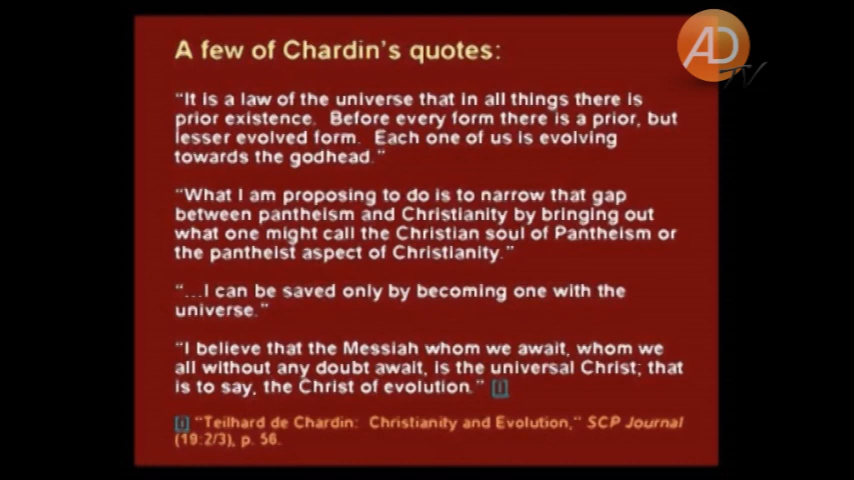 A few of Chardin's quotes:
AD
TV
"It is a law of the universe that in all things there is
prior existence. Before every form there is a prior, but
lesser evolved form. Each one of us is evolving
towards the godhead."
"What I am proposing to do is to narrow that gap
between pantheism and Christianity by bringing out
what one might call the Christian soul of Pantheism or
the pantheist aspect of Christianity."
"...I can be saved only by becoming one with the
universe."
"I believe that the Messiah whom we await, whom we
all without any doubt await, is the universal Christ; that
is to say, the Christ of evolution." [i]
[i] "Teilhard de Chardin: Christianity and Evolution," SCP Journal
(19:2/3), p. 56.